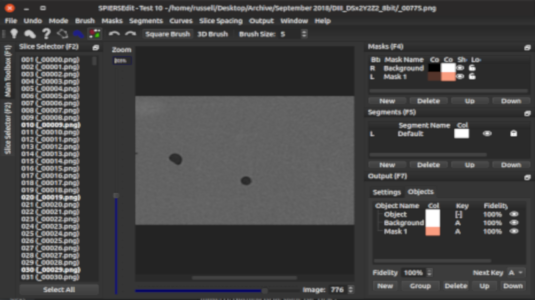 SPIERSEdit - Test 10 - /home/russell/Desktop/Archive/September 2018/
File Undo Mode Brush Masks Segments Curves Slice Spacing Output Window Help
Square Brush 3D Brush Brush Size: 5
Main Toolbox (F1)
Slice Selector (F2)
Slice Selector (F2)
001 (_00000.png)
002 (_00001.png)
003 (_00002.png)
004 (_00003.png)
005 (_00004.png)
006 (_00005.png)
007 (_00006.png)
008 (_00007.png)
009 (_00008.png)
010 (_00009.png)
011 (_00010.png)
012 (_00011.png)
013 (_00012.png)
014 (_00013.png)
015 (_00014.png)
016 (_00015.png)
017 (_00016.png)
018 (_00017.png)
019 (_00018.png)
020 (_00019.png)
021 (_00020.png)
022 (_00021.png)
023 (_00022.png)
024 (_00023.png)
025 (_00024.png)
026 (_00025.png)
027 (_00026.png)
028 (_00027.png)
029 (_00028.png)
030 (_00029.png)
031 (_00030.png)
Select All
Zoom
Image: 776
Masks (F4)
Mask Name Co Co Sh Lo
R Background
L Mask 1
New Delete Up Down
Segments (F5)
Segment Name Col
L Default
New Delete Up Down
Output (F7)
Settings Objects
Object Name Col Key Fidelity
Object [-] 100%
Background A 100%
Mask 1 A 100%
Fidelity 100% Next Key A
New Group Delete Up Down